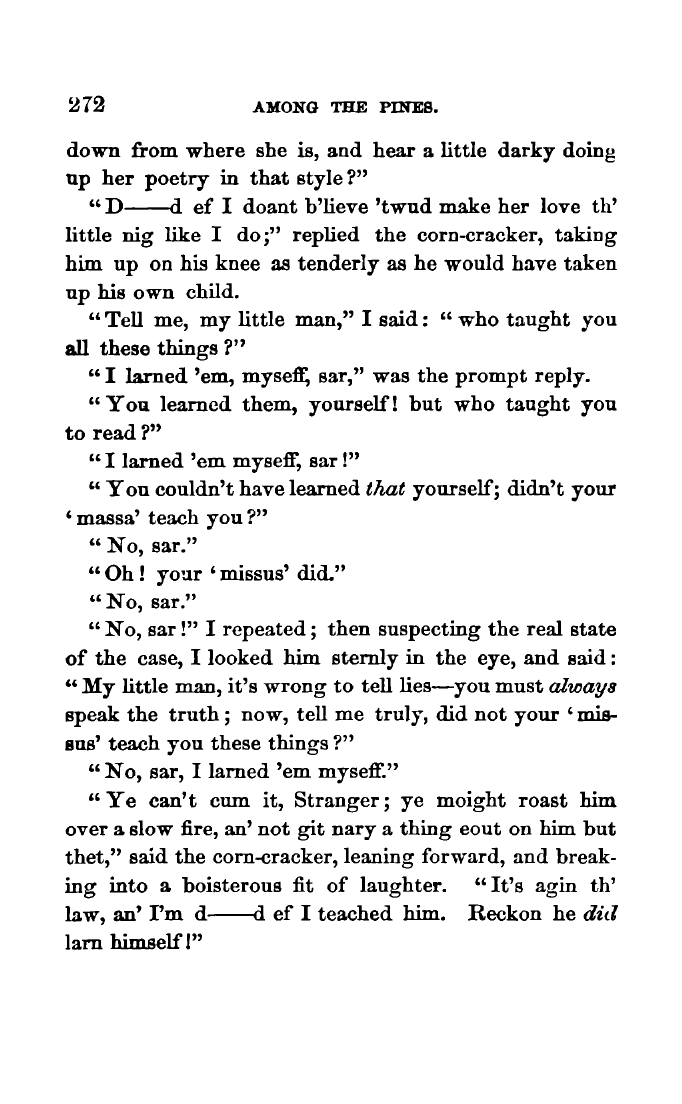 272 AMONG THE PINES.
down from where she is, and hear a little darky doing
up her poetry in that style?"
"D——d ef I doant b'lieve 'twud make her love th'
little nig like I do;" replied the corn-cracker, taking
him up on his knee as tenderly as he would have taken
up his own child.
"Tell me, my little man," I said: "who taught you
all these things?"
"I larned 'em, myseff, sar," was the prompt reply.
"You learned them, yourself! but who taught you
to read?"
"I larned 'em myseff, sar!"
"You couldn't have learned that yourself; didn't your
'massa' teach you?"
"No, sar."
"Oh! your 'missus' did."
"No, sar."
"No, sar!" I repeated; then suspecting the real state
of the case, I looked him sternly in the eye, and said:
"My little man, it's wrong to tell lies—you must always
speak the truth; now, tell me truly, did not your 'mis-
sus' teach you these things?"
"No, sar, I larned 'em myseff."
"Ye can't cum it, Stranger; ye moight roast him
over a slow fire, an' not git nary a thing eout on him but
thet," said the corn-cracker, leaning forward, and break-
ing into a boisterous fit of laughter. "It's agin th'
law, an' I'm d——d ef I teached him. Reckon he did
larn himself!"